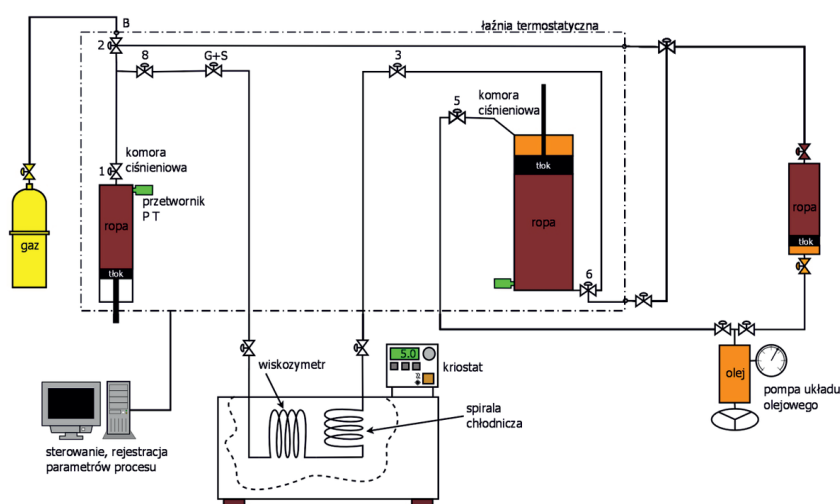 łaźnia termostatyczna
B
2
8
G+S
3
5
komora
ciśnieniowa
komora
ciśnieniowa
1
przetwornik
P T
ropa
tłok
gaz
tłok
ropa
6
ropa
tłok
wiskozymetr
5.0
kriostat
spirala
chłodnicza
olej
pompa układu
olejowego
sterowanie, rejestracja
parametrów procesu